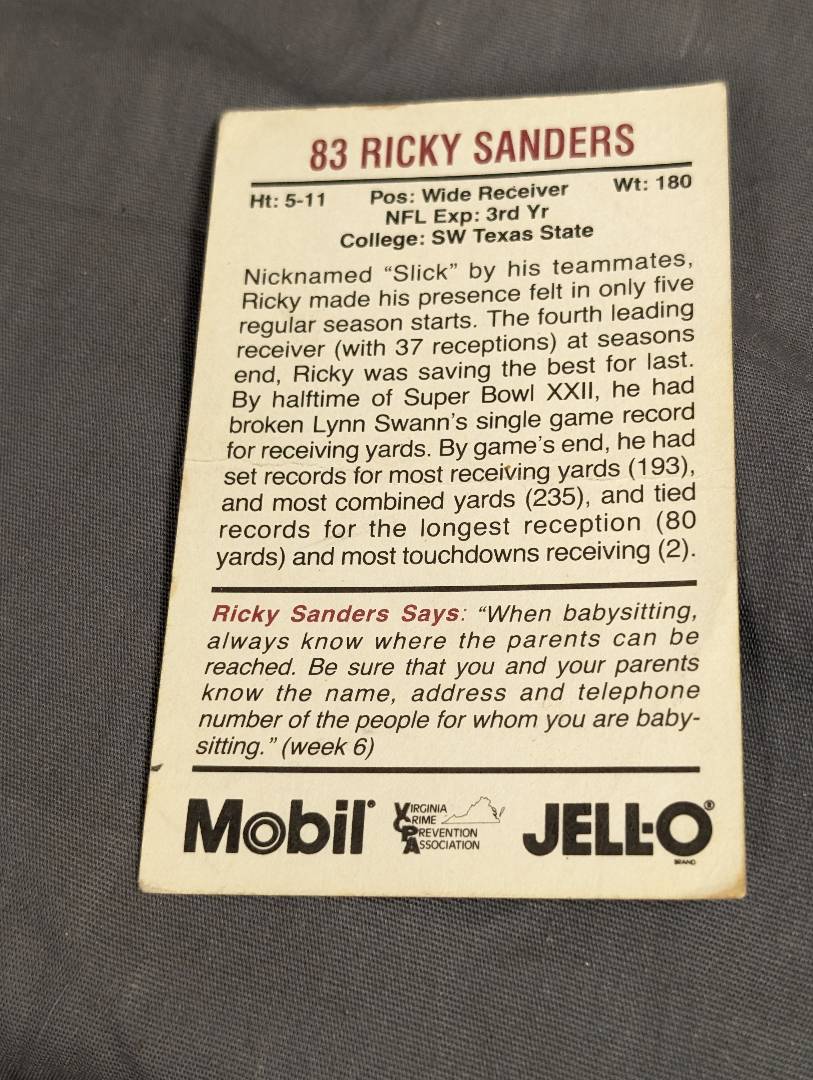 83 RICKY SANDERS
Ht: 5-11 Pos: Wide Receiver Wt: 180
NFL Exp: 3rd Yr
College: SW Texas State
Nicknamed “Slick” by his teammates,
Ricky made his presence felt in only five
regular season starts. The fourth leading
receiver (with 37 receptions) at seasons
end, Ricky was saving the best for last.
By halftime of Super Bowl XXII, he had
broken Lynn Swann’s single game record
for receiving yards. By game’s end, he had
set records for most receiving yards (193),
and most combined yards (235), and tied
records for the longest reception (80
yards) and most touchdowns receiving (2).
Ricky Sanders Says: “When babysitting,
always know where the parents can be
reached. Be sure that you and your parents
know the name, address and telephone
number of the people for whom you are baby-
sitting.” (week 6)
Mobil®
VIRGINIA
CRIME
PREVENTION
ASSOCIATION
JELL-O®
BRAND